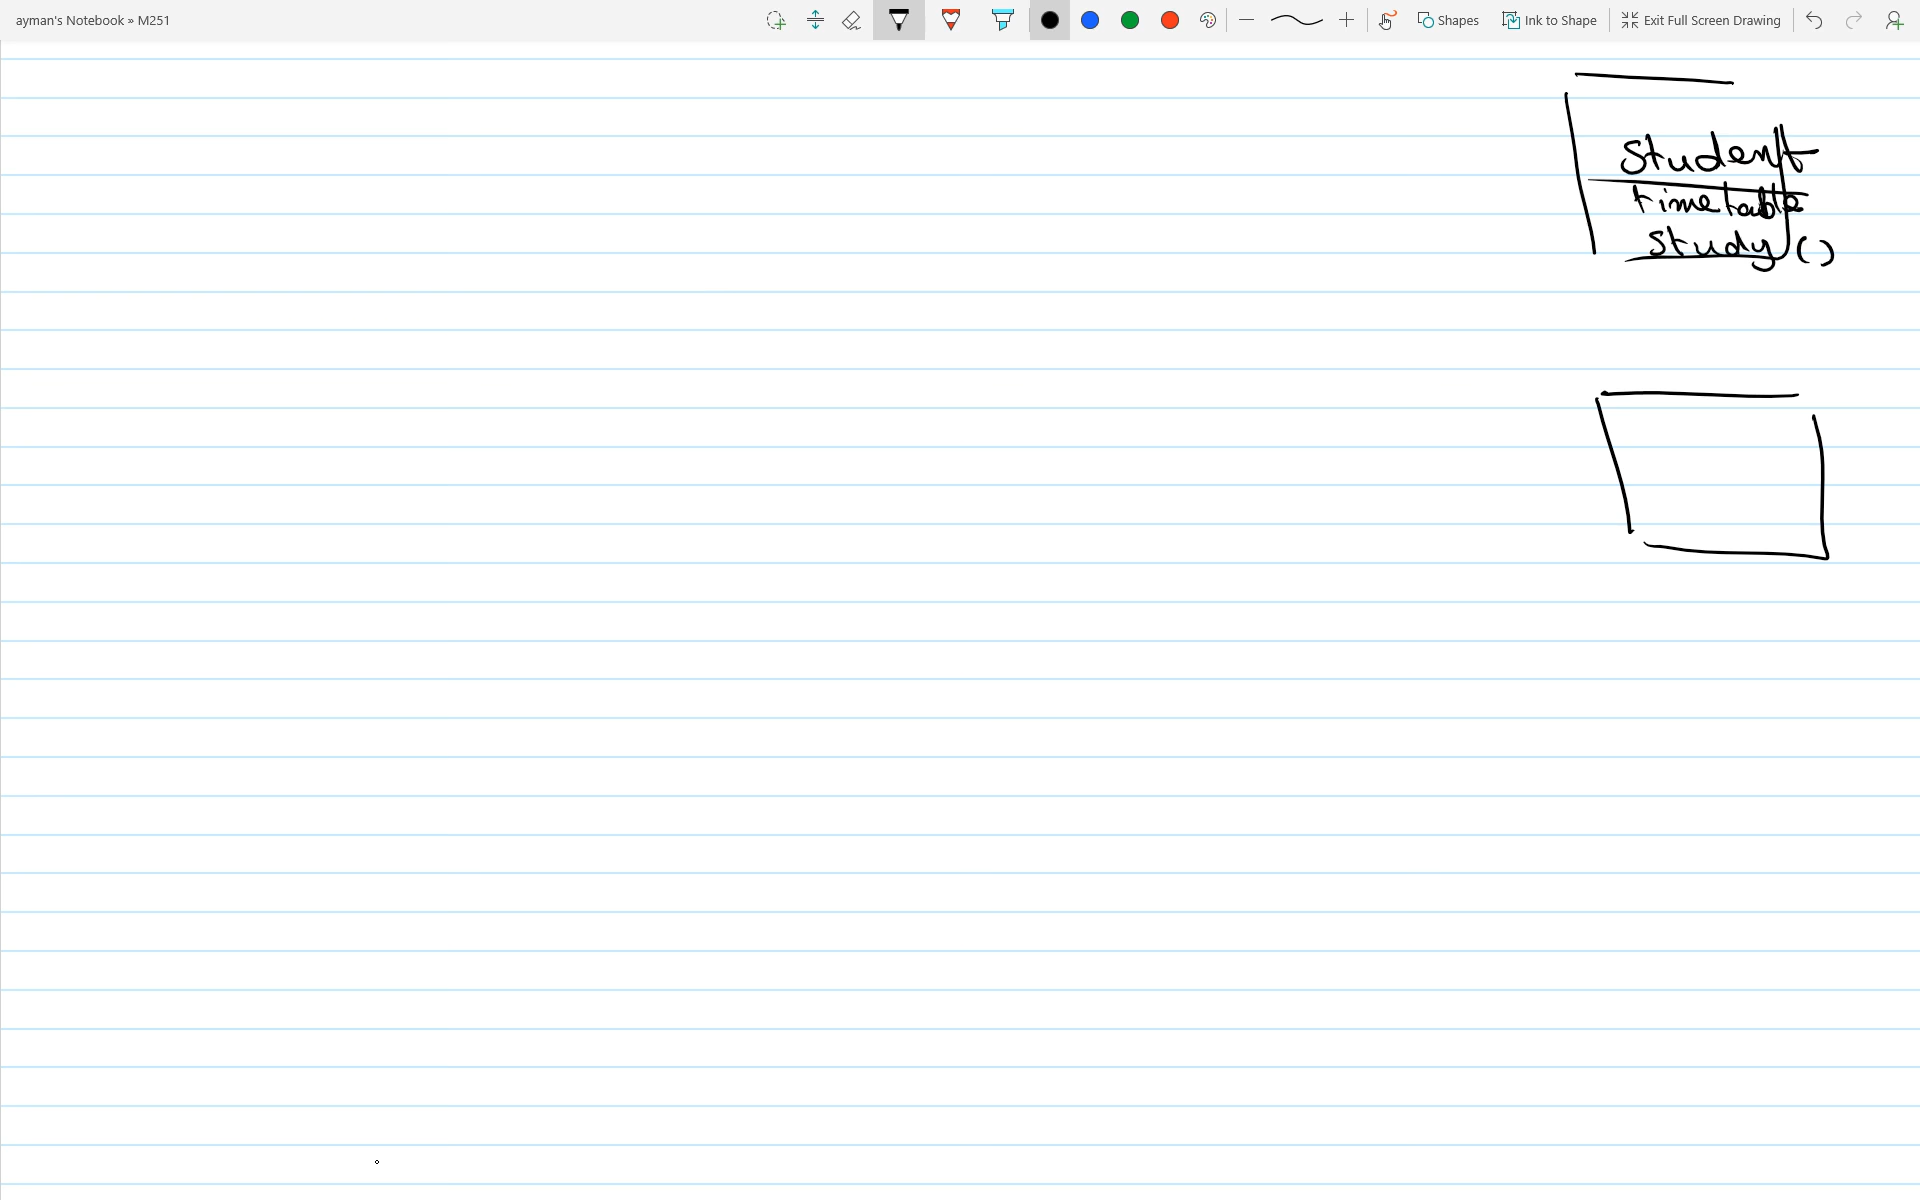 ayman's Notebook » M251
Shapes
Ink to Shape
Exit Full Screen Drawing
Student
timetable
study()